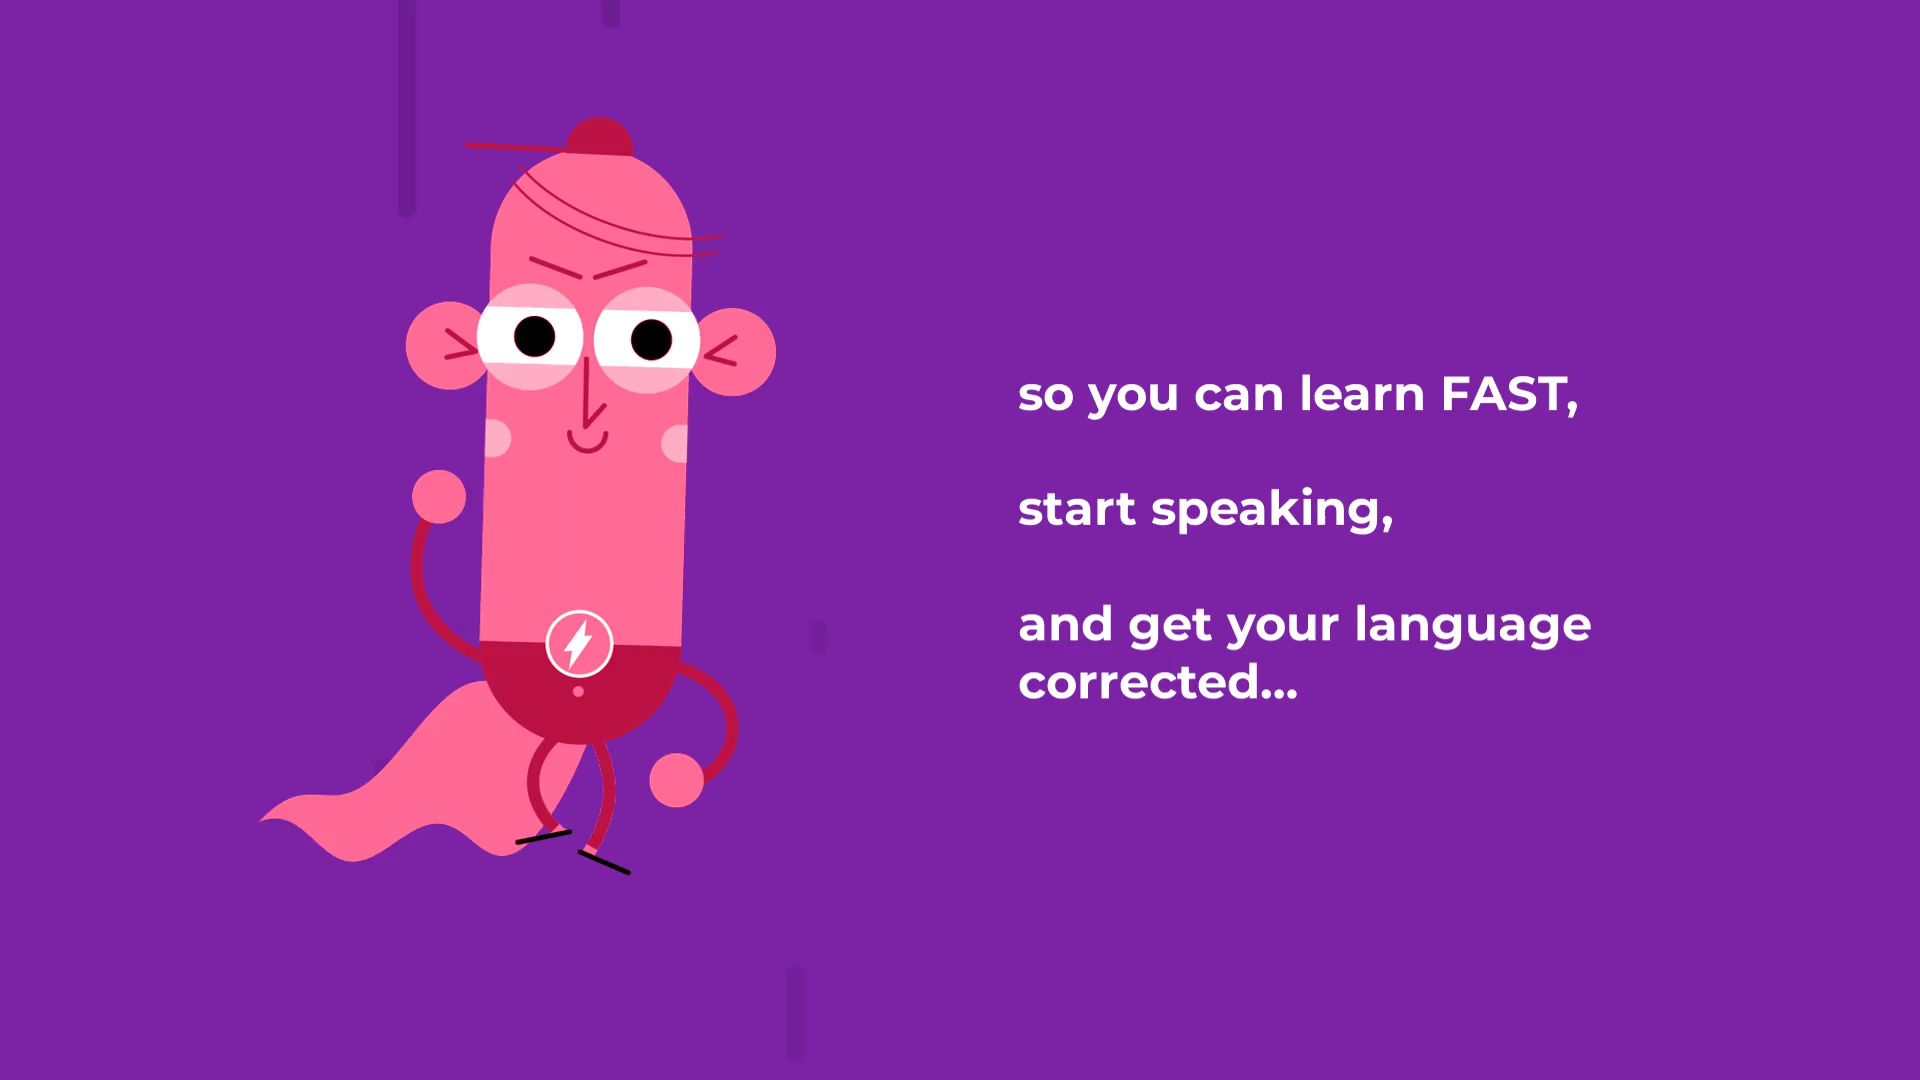 so you can learn FAST,
start speaking,
and get your language
corrected...